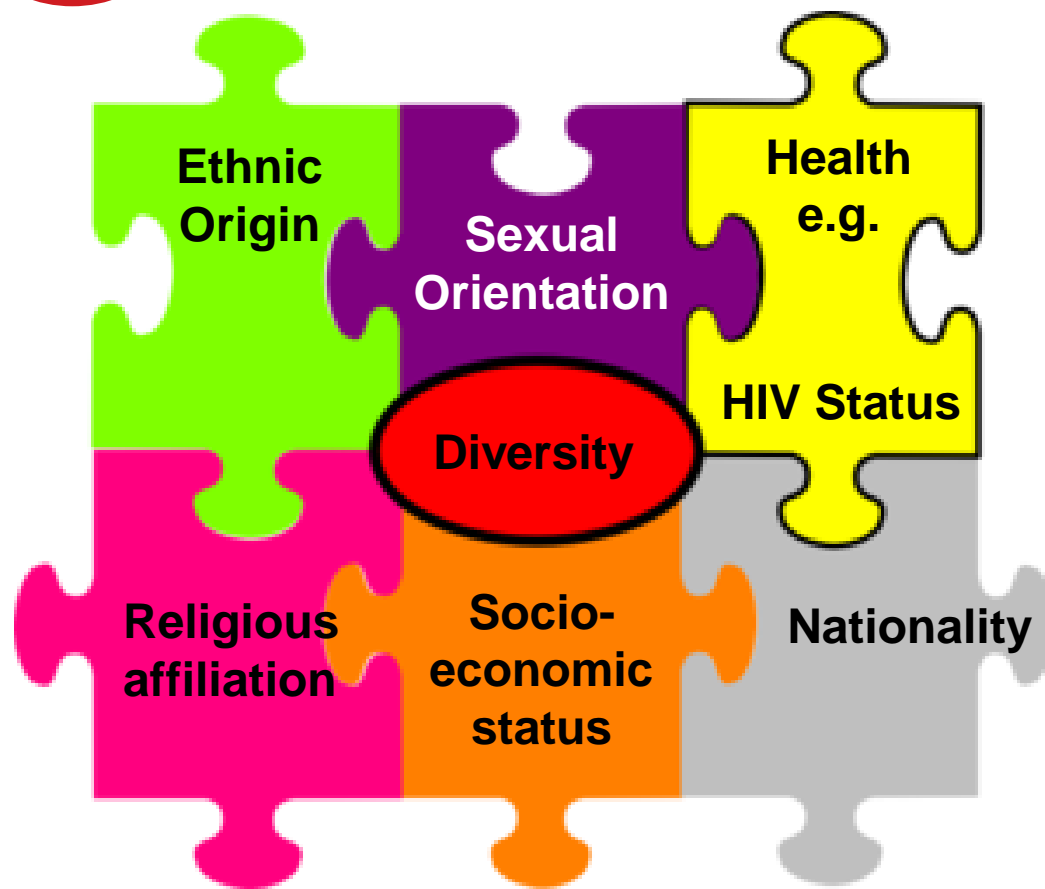 Ethnic
Origin
Sexual
Orientation
Health
e.g.
HIV Status
Diversity
Religious
affiliation
Socio-
economic
status
Nationality